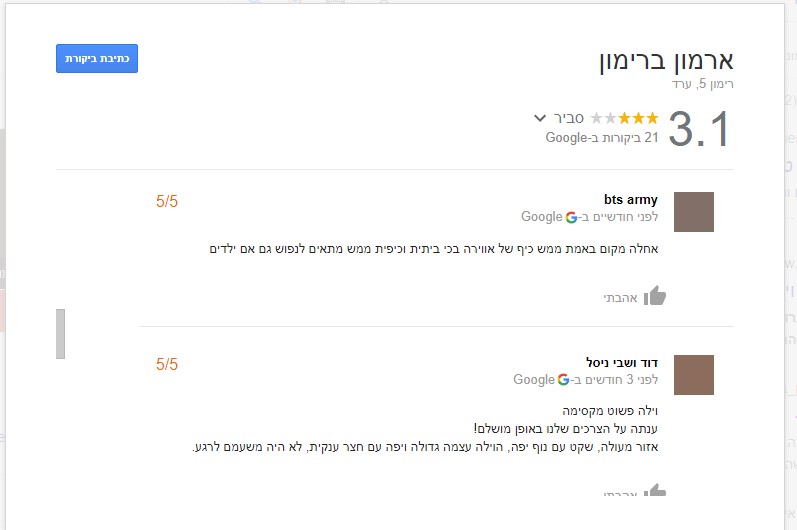 כתיבת ביקורת
ארמון ברימון
רימון 5, ערד
3.1
סביר
21 ביקורות ב-Google
bts army
5/5
לפני חודשיים ב-Google
אחלה מקום באמת ממש כיף של אווירה בכי ביתית וכיפית ממש מתאים לנפוש גם אם ילדים
אהבתי
דוד ושבי ניסל
5/5
לפני 3 חודשים ב-Google
וילה פשוט מקסימה
ענתה על הצרכים שלנו באופן מושלם!
אזור מעולה, שקט עם נוף יפה, הוילה עצמה גדולה ויפה עם חצר ענקית, לא היה משעמם לרגע.
אהבתי